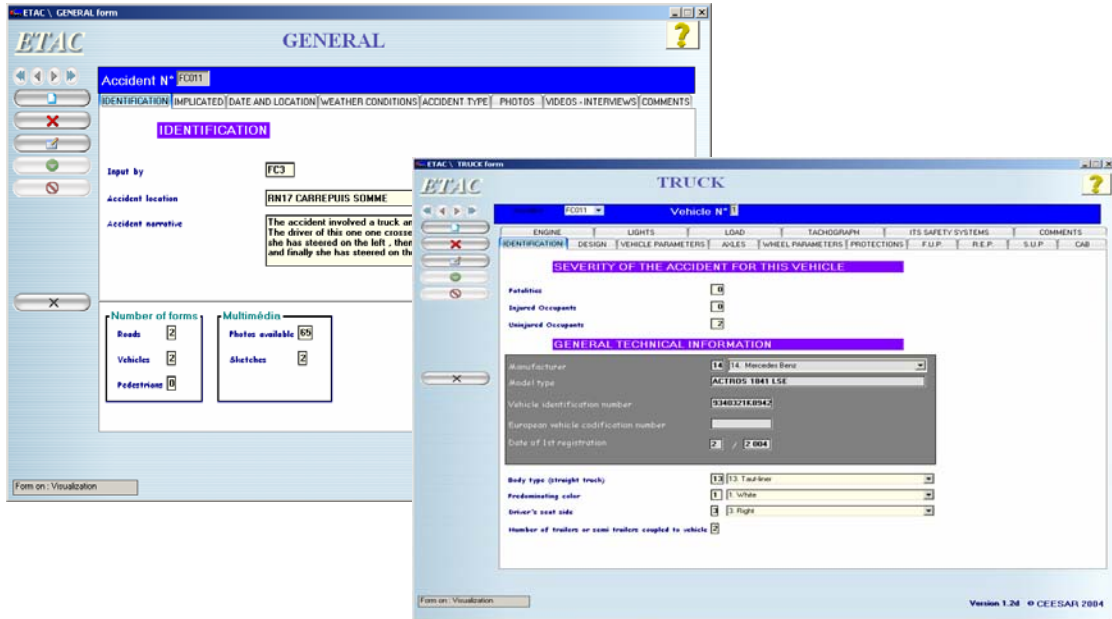 ETAC \ GENERAL form
ETAC
GENERAL
?
Accident N° FC011
IDENTIFICATION IMPLICATED DATE AND LOCATION WEATHER CONDITIONS ACCIDENT TYPE PHOTOS VIDEOS - INTERVIEWS COMMENTS
IDENTIFICATION
Input by FC3
Accident location RN17 CARREPUIS SOMME
Accident narrative The accident involved a truck an
The driver of this one one crosse
she has steered on the left , then
and finally she has steered on th
Number of forms
Roads 2
Vehicles 2
Pedestrians 0
Multimédia
Photos available 65
Sketches 2
Form on : Visualization
ETAC \ TRUCK form
ETAC
TRUCK
?
FC011 Vehicle N° 1
ENGINE LIGHTS LOAD TACHOGRAPH ITS SAFETY SYSTEMS COMMENTS
IDENTIFICATION DESIGN VEHICLE PARAMETERS AXLES WHEEL PARAMETERS PROTECTIONS F.U.P. R.E.P. S.U.P CAB
SEVERITY OF THE ACCIDENT FOR THIS VEHICLE
Fatalities 0
Injured Occupants 0
Uninjured Occupants 2
GENERAL TECHNICAL INFORMATION
Manufacturer 14 14. Mercedes Benz
Model type ACTROS 1841 LSE
Vehicle identification number 9340321K0942
European vehicle codification number
Date of 1st registration 2 / 2 004
Body type (straight truck) 13 13. Taut-liner
Predominating color 1 1. White
Driver's seat side 3 3. Right
Number of trailers or semi trailers coupled to vehicle 2
Form on : Visualization
Version 1.2d © CEESAR 2004